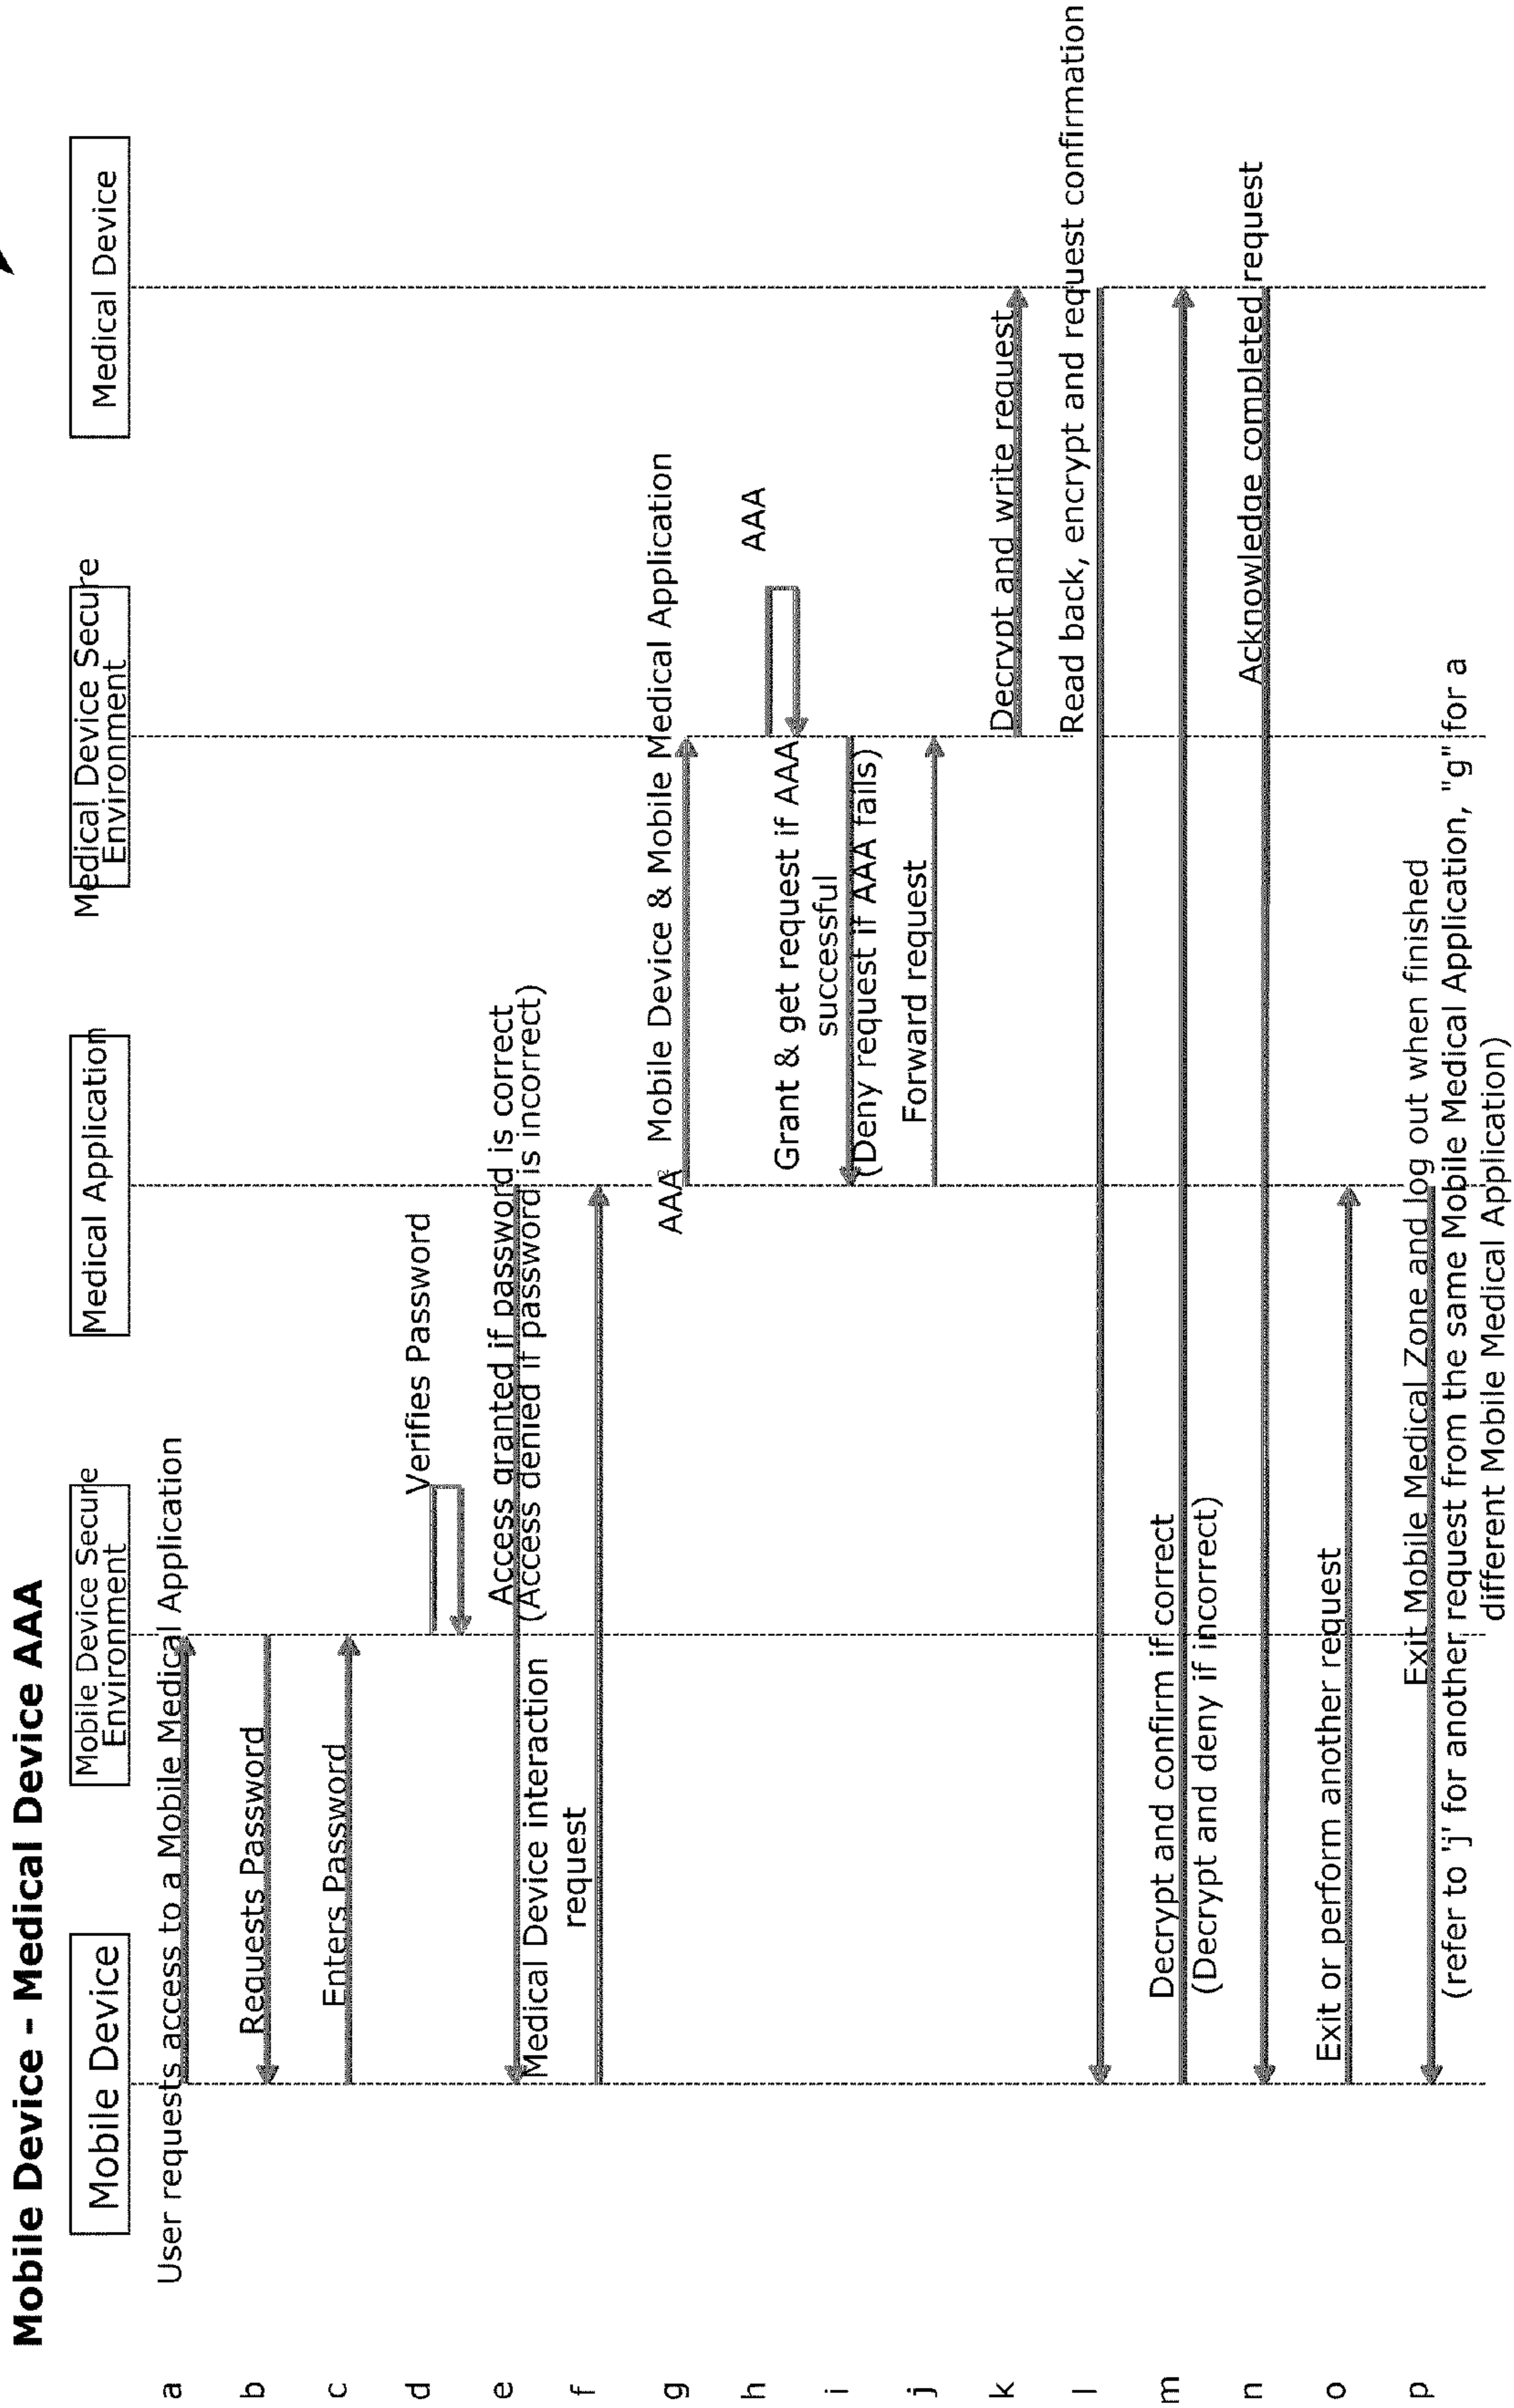 Mobile Device - Medical Device AAA
Mobile Device
Mobile Device Secure
Environment
Medical Application
Medical Device Secure
Environment
Medical Device
a
User requests access to a Mobile Medical Application
b
Requests Password
c
Enters Password
d
Verifies Password
e
Access granted if password is correct
(Access denied if password is incorrect)
f
Medical Device interaction
request
g
AAA Mobile Device & Mobile Medical Application
h
AAA
i
Grant & get request if AAA
successful
(Deny request if AAA fails)
j
Forward request
k
Decrypt and write request
l
Read back, encrypt and request confirmation
m
Decrypt and confirm if correct
(Decrypt and deny if incorrect)
n
Acknowledge completed request
o
Exit or perform another request
p
Exit Mobile Medical Zone and log out when finished
(refer to 'j' for another request from the same Mobile Medical Application, "g" for a
different Mobile Medical Application)